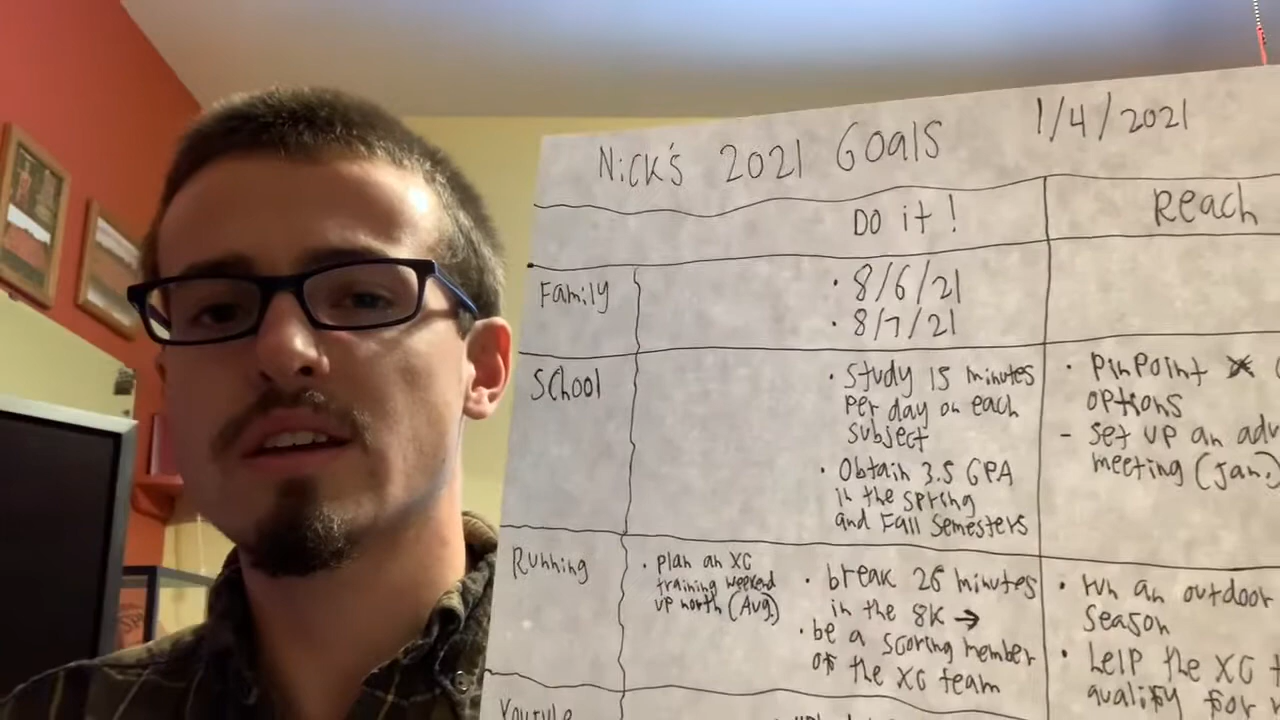 Nick's 2021 Goals 1/4/2021
Do it! Reach
Family
• 8/6/21
• 8/7/21
School
• Study 15 minutes
per day on each
subject
• Obtain 3.5 GPA
in the spring
and Fall Semesters
• Pinpoint
options
- set up an
meeting (Jan.)
Running
• plan an XC
training weekend
up north (Aug.)
• break 26 minutes
in the 8K →
• be a scoring member
of the XC team
• run an outdoor
season
• help the XC
qualify for